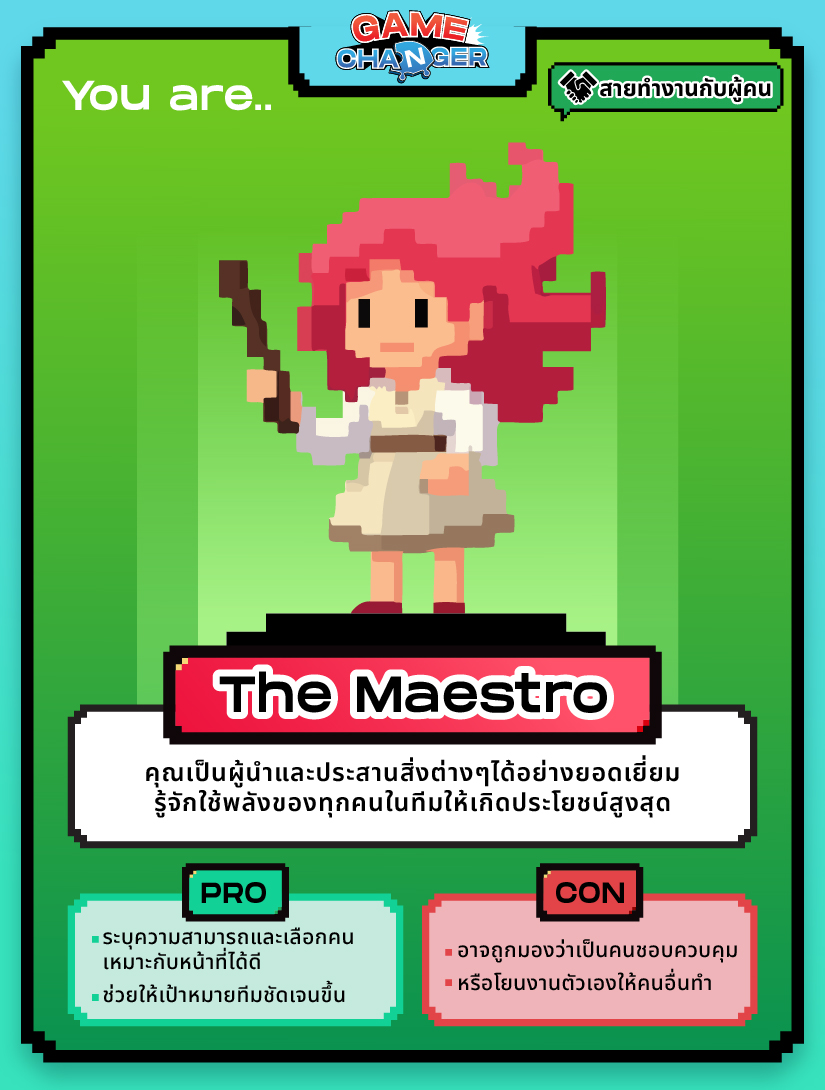 GAME
CHANGER
You are..
สายทำงานกับผู้คน
The Maestro
คุณเป็นผู้นำและประสานสิ่งต่างๆได้อย่างยอดเยี่ยม
รู้จักใช้พลังของทุกคนในทีมให้เกิดประโยชน์สูงสุด
PRO
ระบุความสามารถและเลือกคน
เหมาะกับหน้าที่ได้ดี
ช่วยให้เป้าหมายทีมชัดเจนขึ้น
CON
อาจถูกมองว่าเป็นคนชอบควบคุม
หรือโยนงานตัวเองให้คนอื่นทำ